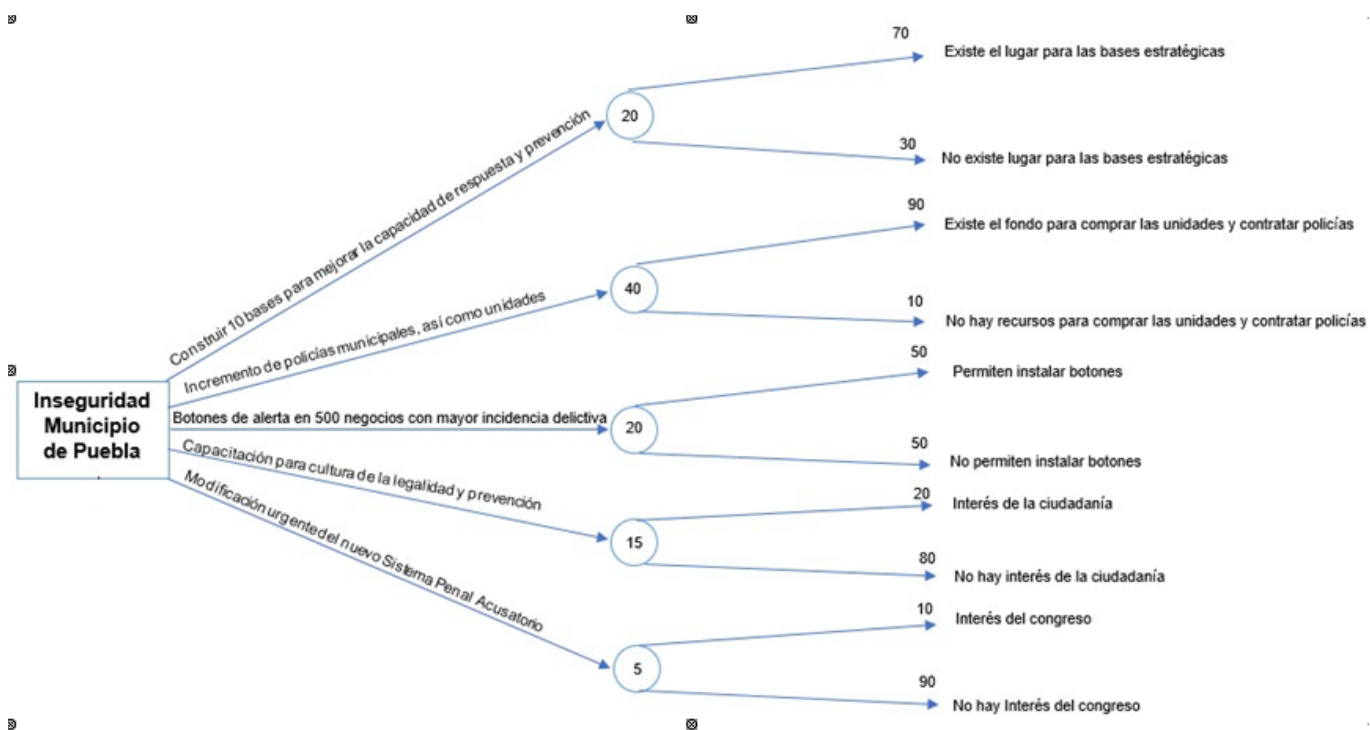 70
Existe el lugar para las bases estratégicas
Construir 10 bases para mejorar la capacidad de respuesta y prevención
20
30
No existe lugar para las bases estratégicas
90
Existe el fondo para comprar las unidades y contratar policías
Incremento de policías municipales, así como unidades
40
10
No hay recursos para comprar las unidades y contratar policías
50
Permiten instalar botones
Inseguridad
Municipio
de Puebla
.
Botones de alerta en 500 negocios con mayor incidencia delictiva
20
50
No permiten instalar botones
Capacitación para cultura de la legalidad y prevención
20
Interés de la ciudadanía
15
80
No hay interés de la ciudadanía
Modificación urgente del nuevo Sistema Penal Acusatorio
10
Interés del congreso
5
90
No hay Interés del congreso